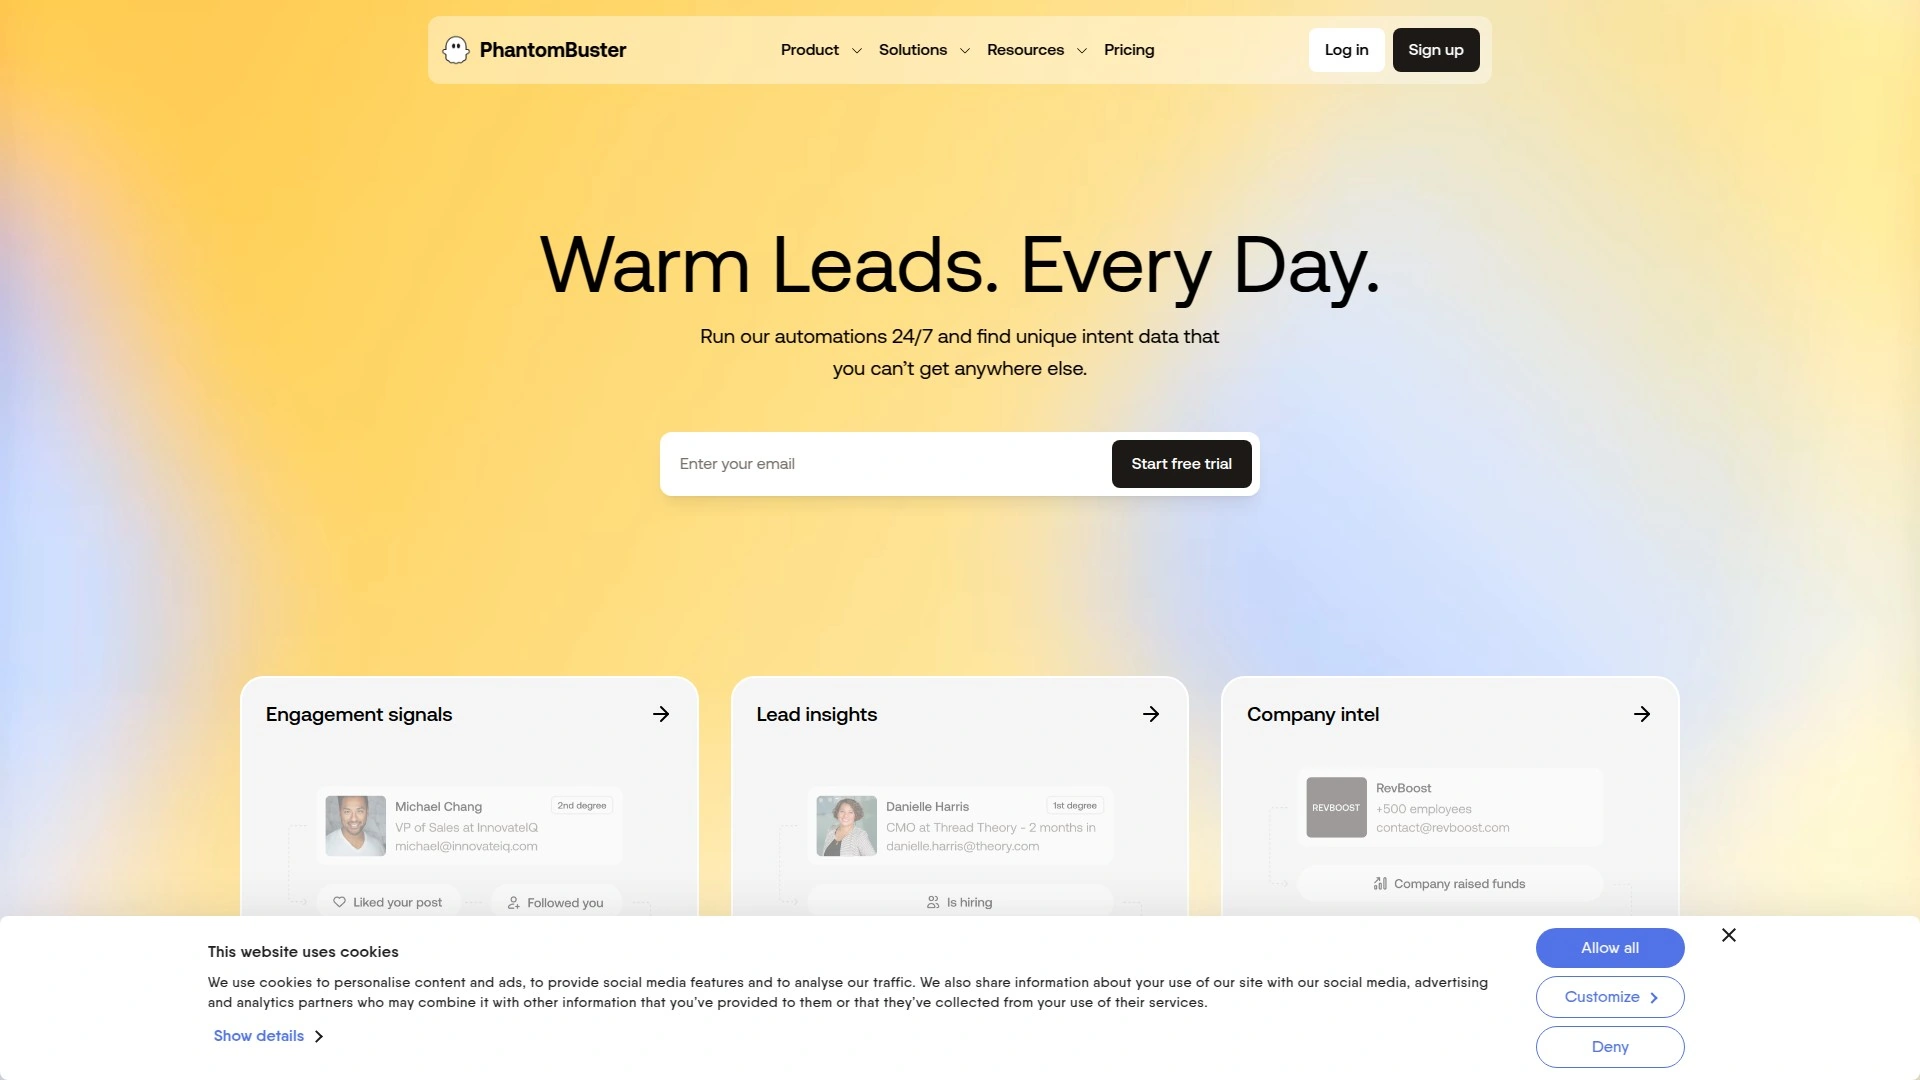 PhantomBuster
Product
Solutions
Resources
Pricing
Log in
Sign up
Warm Leads. Every Day.
Run our automations 24/7 and find unique intent data that
you can’t get anywhere else.
Enter your email
Start free trial
Engagement signals
Michael Chang
2nd degree
VP of Sales at InnovateIQ
michael@innovateiq.com
Liked your post
Followed you
Lead insights
Danielle Harris
1st degree
CMO at Thread Theory - 2 months in
danielle.harris@theory.com
Is hiring
Company intel
REVBOOST
RevBoost
+500 employees
contact@revboost.com
Company raised funds
This website uses cookies
We use cookies to personalise content and ads, to provide social media features and to analyse our traffic. We also share information about your use of our site with our social media, advertising
and analytics partners who may combine it with other information that you’ve provided to them or that they’ve collected from your use of their services.
Show details
Allow all
Customize
Deny